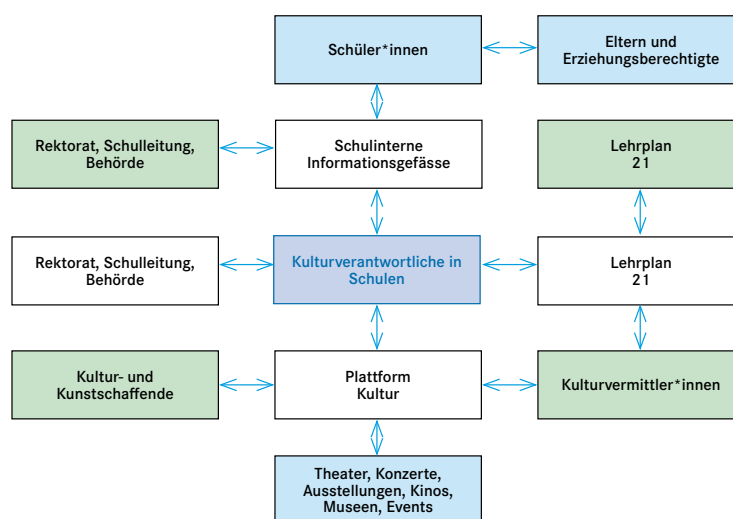 Schüler*innen
Eltern und
Erziehungsberechtigte
Rektorat, Schulleitung,
Behörde
Schulinterne
Informationsgefässe
Lehrplan
21
Rektorat, Schulleitung,
Behörde
Kulturverantwortliche in
Schulen
Lehrplan
21
Kultur- und
Kunstschaffende
Plattform
Kultur
Kulturvermittler*innen
Theater, Konzerte,
Ausstellungen, Kinos,
Museen, Events